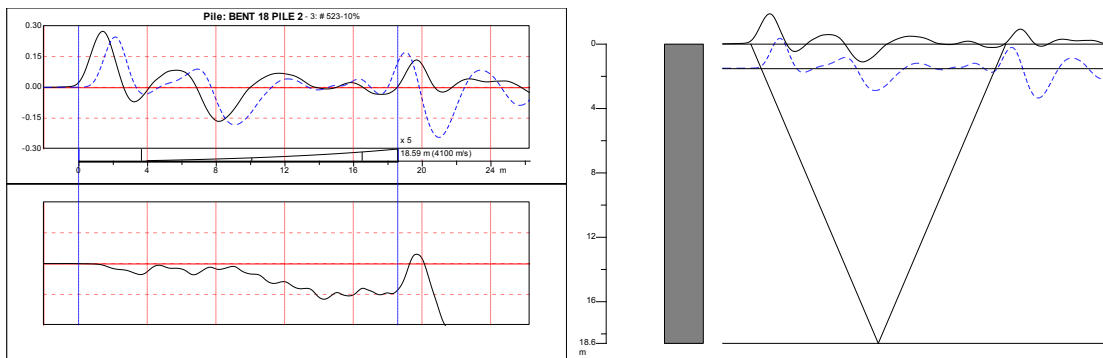 Pile: BENT 18 PILE 2 - 3: # 523-10%
0.30
0.15
0.00
-0.15
-0.30
x 5
18.59 m (4100 m/s)
0 4 8 12 16 20 24 m
0
4
8
12
16
18.6
m